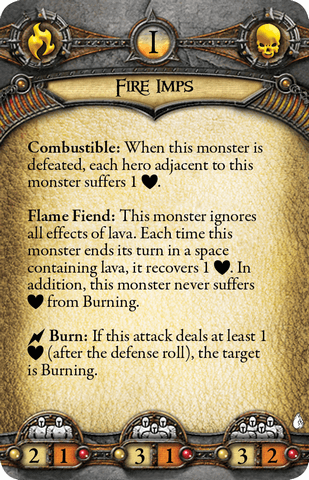 I
Fire Imps
Combustible: When this monster is
defeated, each hero adjacent to this
monster suffers 1 ♥.
Flame Fiend: This monster ignores
all effects of lava. Each time this
monster ends its turn in a space
containing lava, it recovers 1 ♥. In
addition, this monster never suffers
♥ from Burning.
Burn: If this attack deals at least 1
♥ (after the defense roll), the target
is Burning.
2 1 3 1 3 2